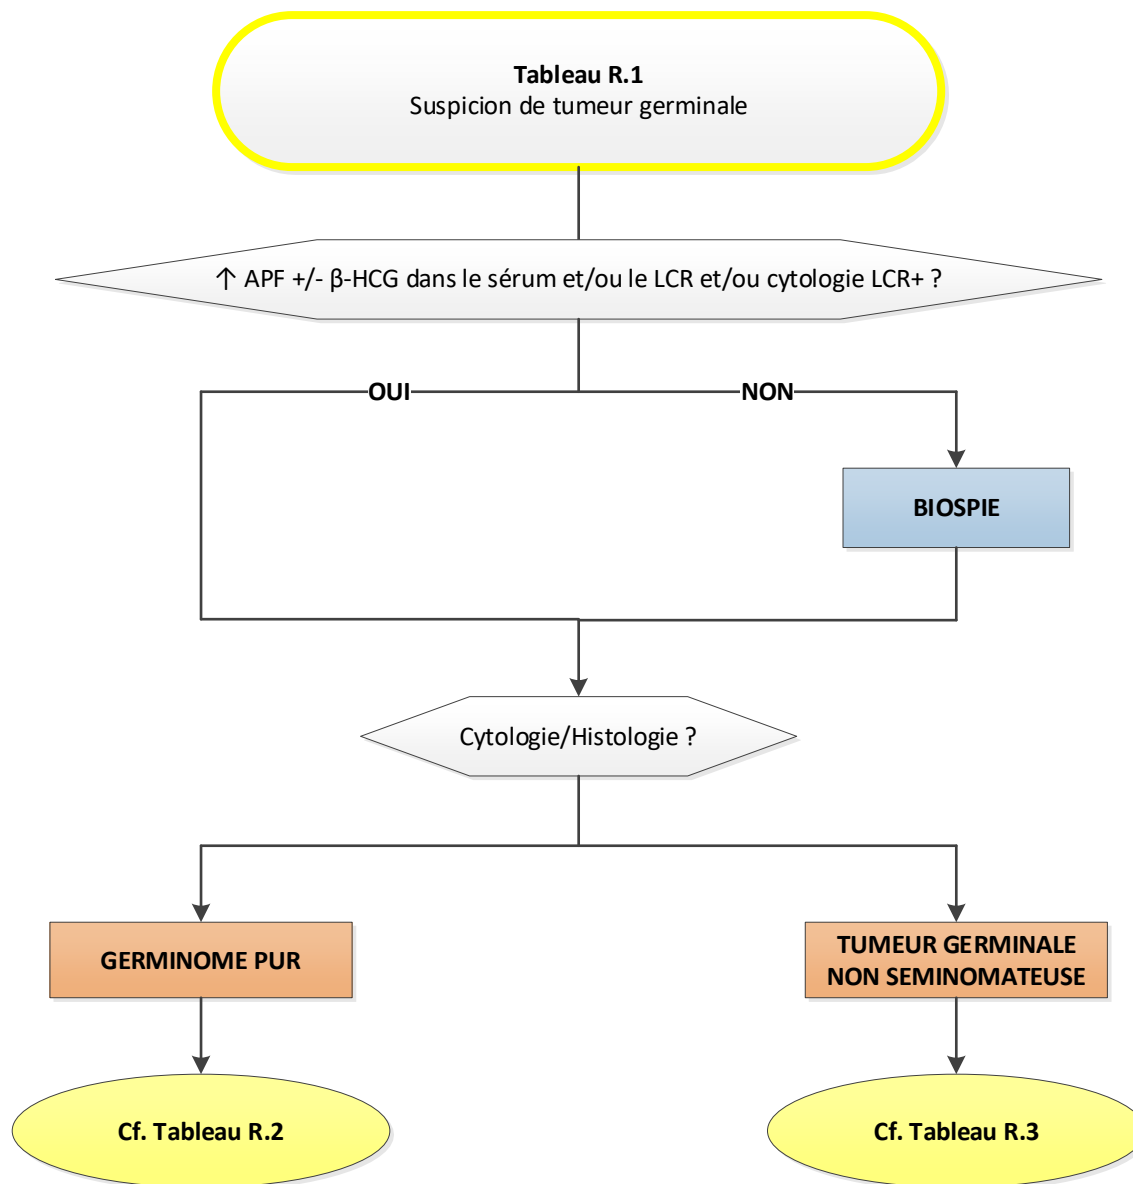 Tableau R.1
Suspicion de tumeur germinale
↑ APF +/- β-HCG dans le sérum et/ou le LCR et/ou cytologie LCR+ ?
OUI
NON
BIOSPIE
Cytologie/Histologie ?
GERMINOME PUR
TUMEUR GERMINALE
NON SEMINOMATEUSE
Cf. Tableau R.2
Cf. Tableau R.3